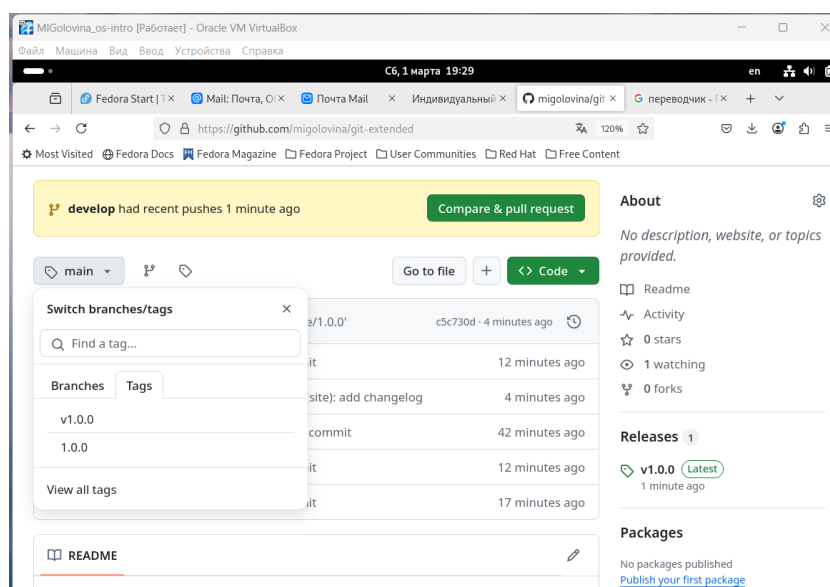 MIGolovina_os-intro [Работает] - Oracle VM VirtualBox
Файл Машина Вид Ввод Устройства Справка
Сб, 1 марта 19:29
en
Fedora Start | Т
Mail: Почта, О
Почта Mail
Индивидуальный
migolovina/git
переводчик - П
https://github.com/migolovina/git-extended
120%
Most Visited
Fedora Docs
Fedora Magazine
Fedora Project
User Communities
Red Hat
Free Content
develop had recent pushes 1 minute ago
Compare & pull request
main
Go to file
Code
Switch branches/tags
Find a tag...
Branches
Tags
v1.0.0
1.0.0
View all tags
e/1.0.0'
c5c730d · 4 minutes ago
it
12 minutes ago
(site): add changelog
4 minutes ago
commit
42 minutes ago
it
12 minutes ago
it
17 minutes ago
README
About
No description, website, or topics
provided.
Readme
Activity
0 stars
1 watching
0 forks
Releases 1
v1.0.0 Latest
1 minute ago
Packages
No packages published
Publish your first package